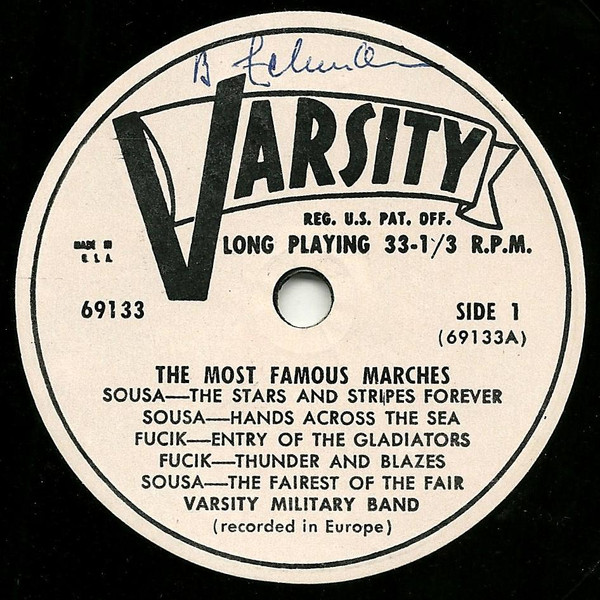 B
VARSITY
REG. U.S. PAT. OFF.
LONG PLAYING 33-1/3 R.P.M.
MADE IN
U.S.A.
69133
SIDE 1
(69133A)
THE MOST FAMOUS MARCHES
SOUSA—THE STARS AND STRIPES FOREVER
SOUSA—HANDS ACROSS THE SEA
FUCIK—ENTRY OF THE GLADIATORS
FUCIK—THUNDER AND BLAZES
SOUSA—THE FAIREST OF THE FAIR
VARSITY MILITARY BAND
(recorded in Europe)